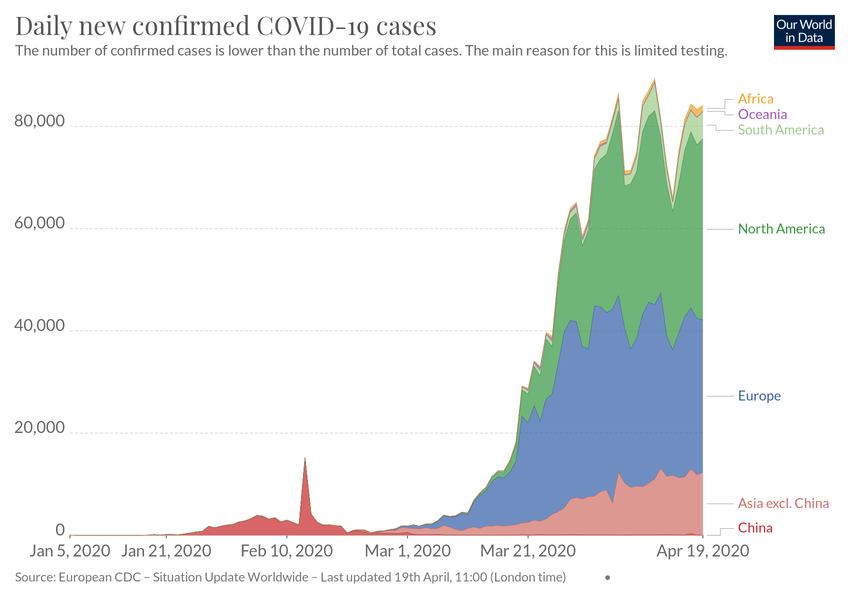 Daily new confirmed COVID-19 cases
The number of confirmed cases is lower than the number of total cases. The main reason for this is limited testing.
Our World
in Data
80,000
60,000
40,000
20,000
0
Africa
Oceania
South America
North America
Europe
Asia excl. China
China
Jan 5, 2020 Jan 21, 2020 Feb 10, 2020 Mar 1, 2020 Mar 21, 2020 Apr 19, 2020
Source: European CDC – Situation Update Worldwide – Last updated 19th April, 11:00 (London time) •